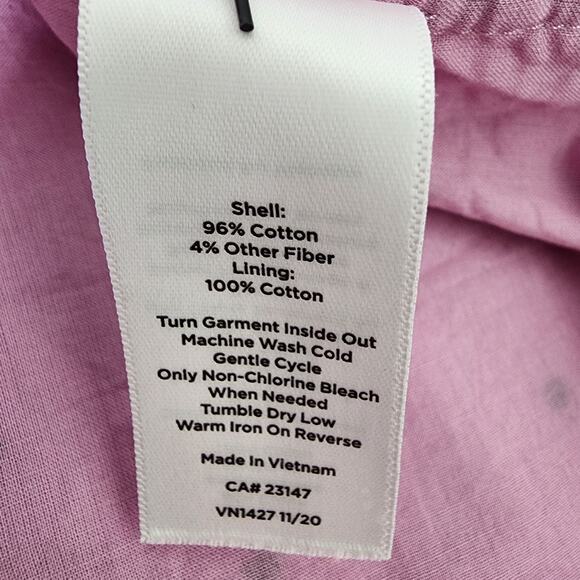 Shell:
96% Cotton
4% Other Fiber
Lining:
100% Cotton
Turn Garment Inside Out
Machine Wash Cold
Gentle Cycle
Only Non-Chlorine Bleach
When Needed
Tumble Dry Low
Warm Iron On Reverse
Made In Vietnam
CA# 23147
VN1427 11/20